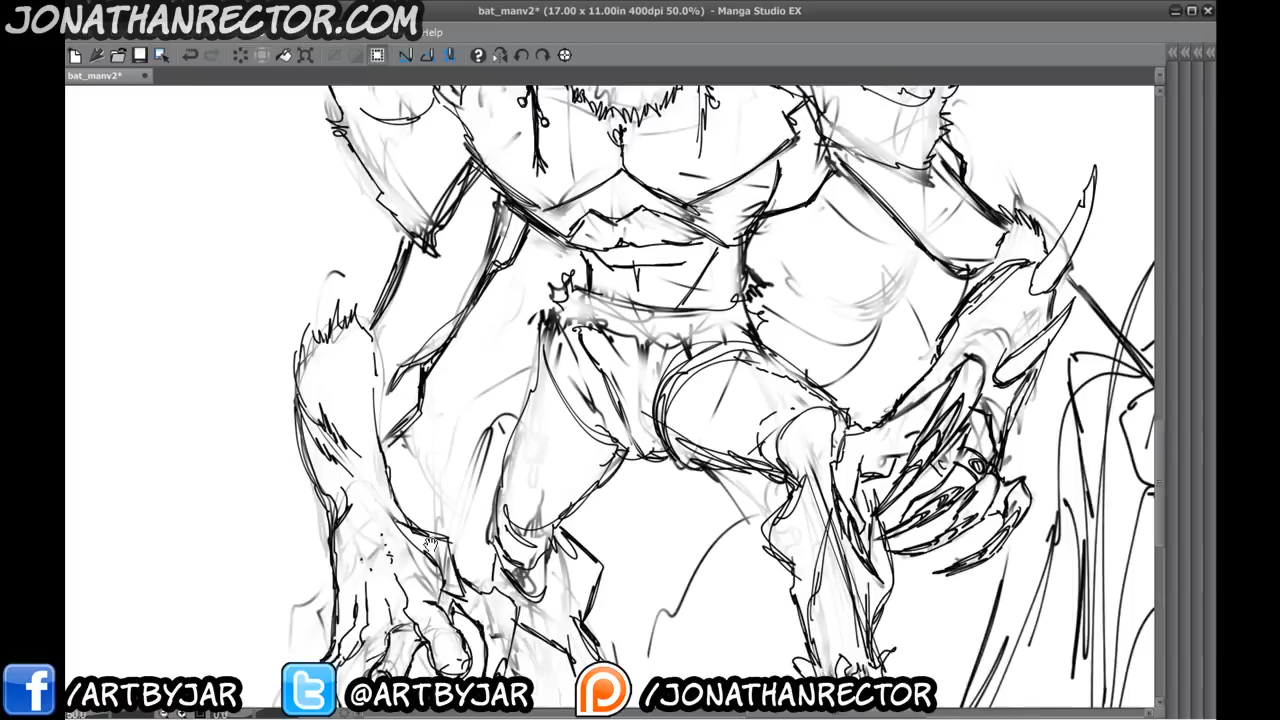 JONATHANRECTOR.COM
bat_manv2* (17.00 x 11.00in 400dpi 50.0%) - Manga Studio EX
Help
bat_manv2*
/ARTBYJAR
@ARTBYJAR
/JONATHANRECTOR